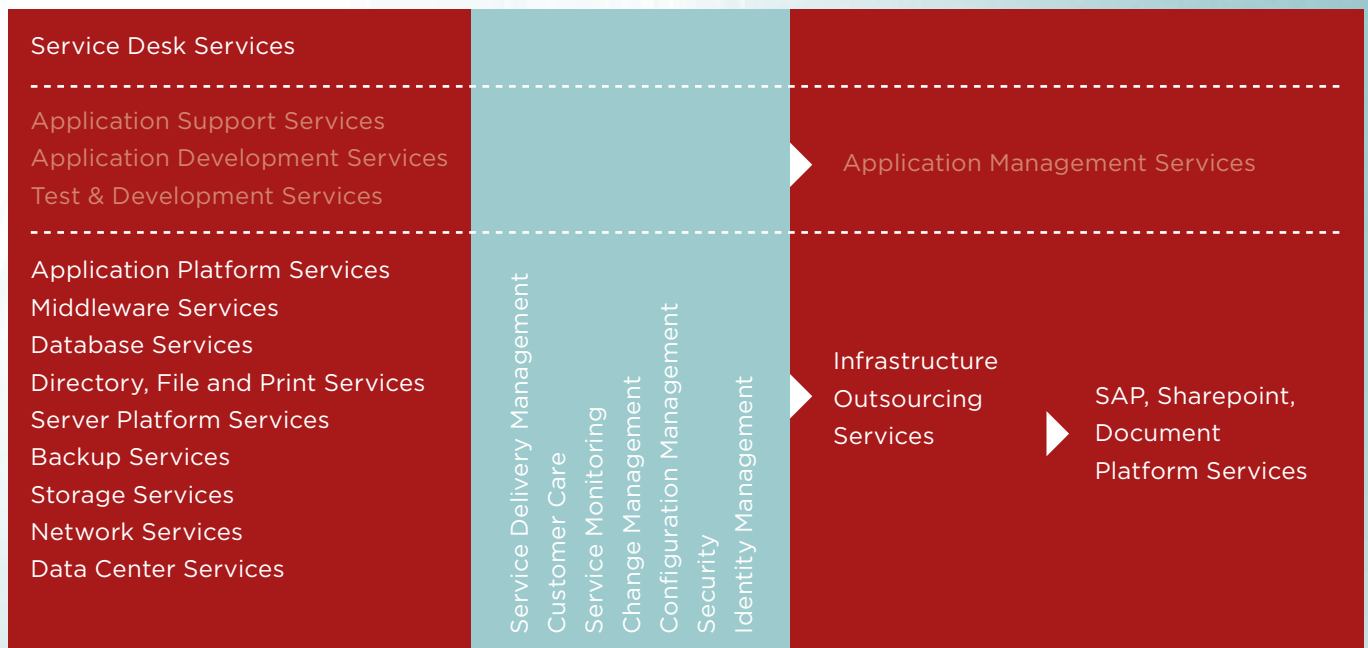 Service Desk Services
Application Support Services
Application Development Services
Test & Development Services
Application Management Services
Application Platform Services
Middleware Services
Database Services
Directory, File and Print Services
Server Platform Services
Backup Services
Storage Services
Network Services
Data Center Services
Service Delivery Management
Customer Care
Service Monitoring
Change Management
Configuration Management
Security
Identity Management
Infrastructure
Outsourcing
Services
SAP, Sharepoint,
Document
Platform Services